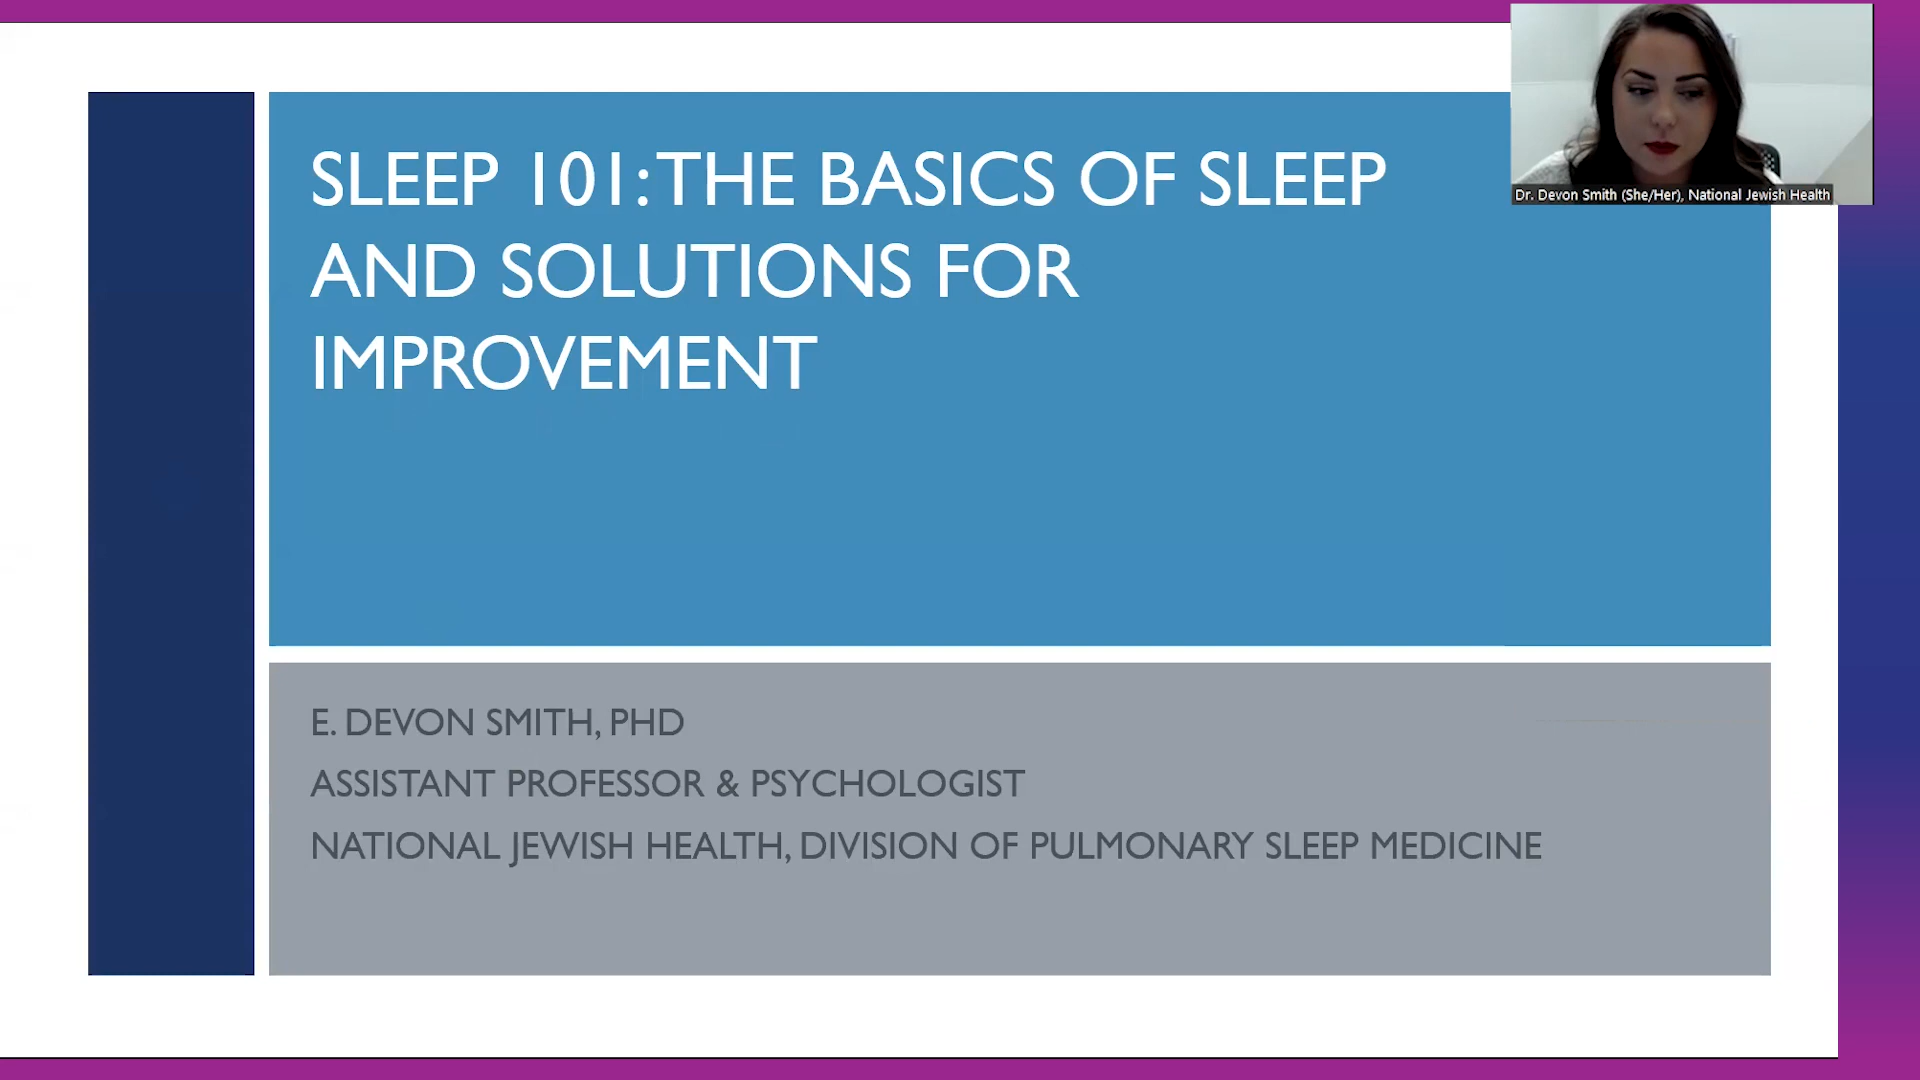 SLEEP 101: THE BASICS OF SLEEP
AND SOLUTIONS FOR
IMPROVEMENT
Dr. Devon Smith (She/Her), National Jewish Health
E. DEVON SMITH, PHD
ASSISTANT PROFESSOR & PSYCHOLOGIST
NATIONAL JEWISH HEALTH, DIVISION OF PULMONARY SLEEP MEDICINE